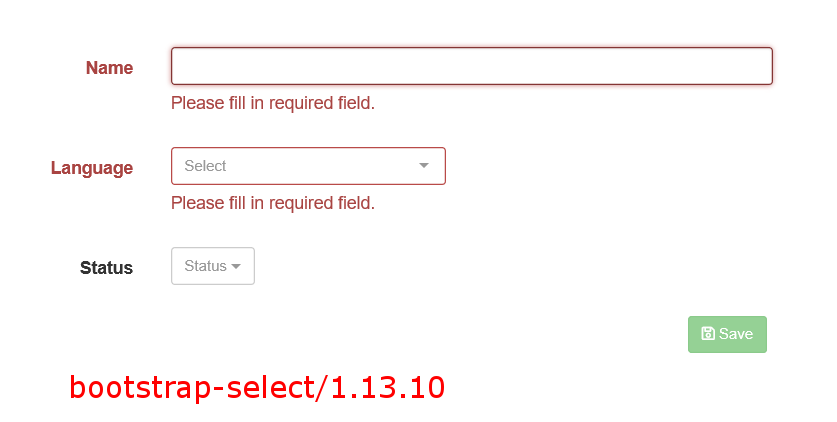 Name
Please fill in required field.
Language
Select
Please fill in required field.
Status
Status
Save
bootstrap-select/1.13.10